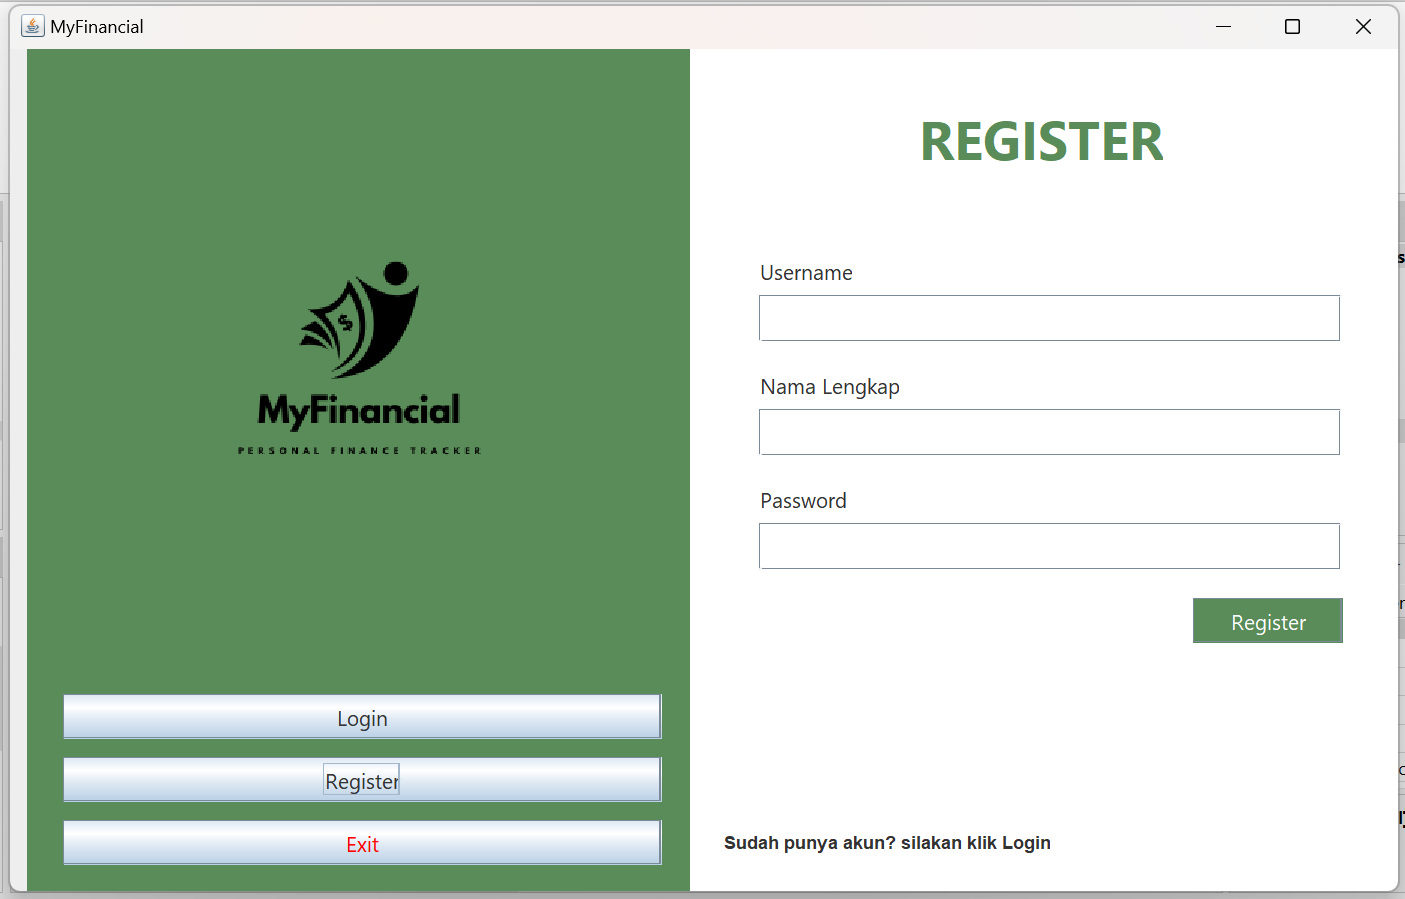 MyFinancial
MyFinancial
PERSONAL FINANCE TRACKER
Login
Register
Exit
REGISTER
Username
Nama Lengkap
Password
Register
Sudah punya akun? silakan klik Login